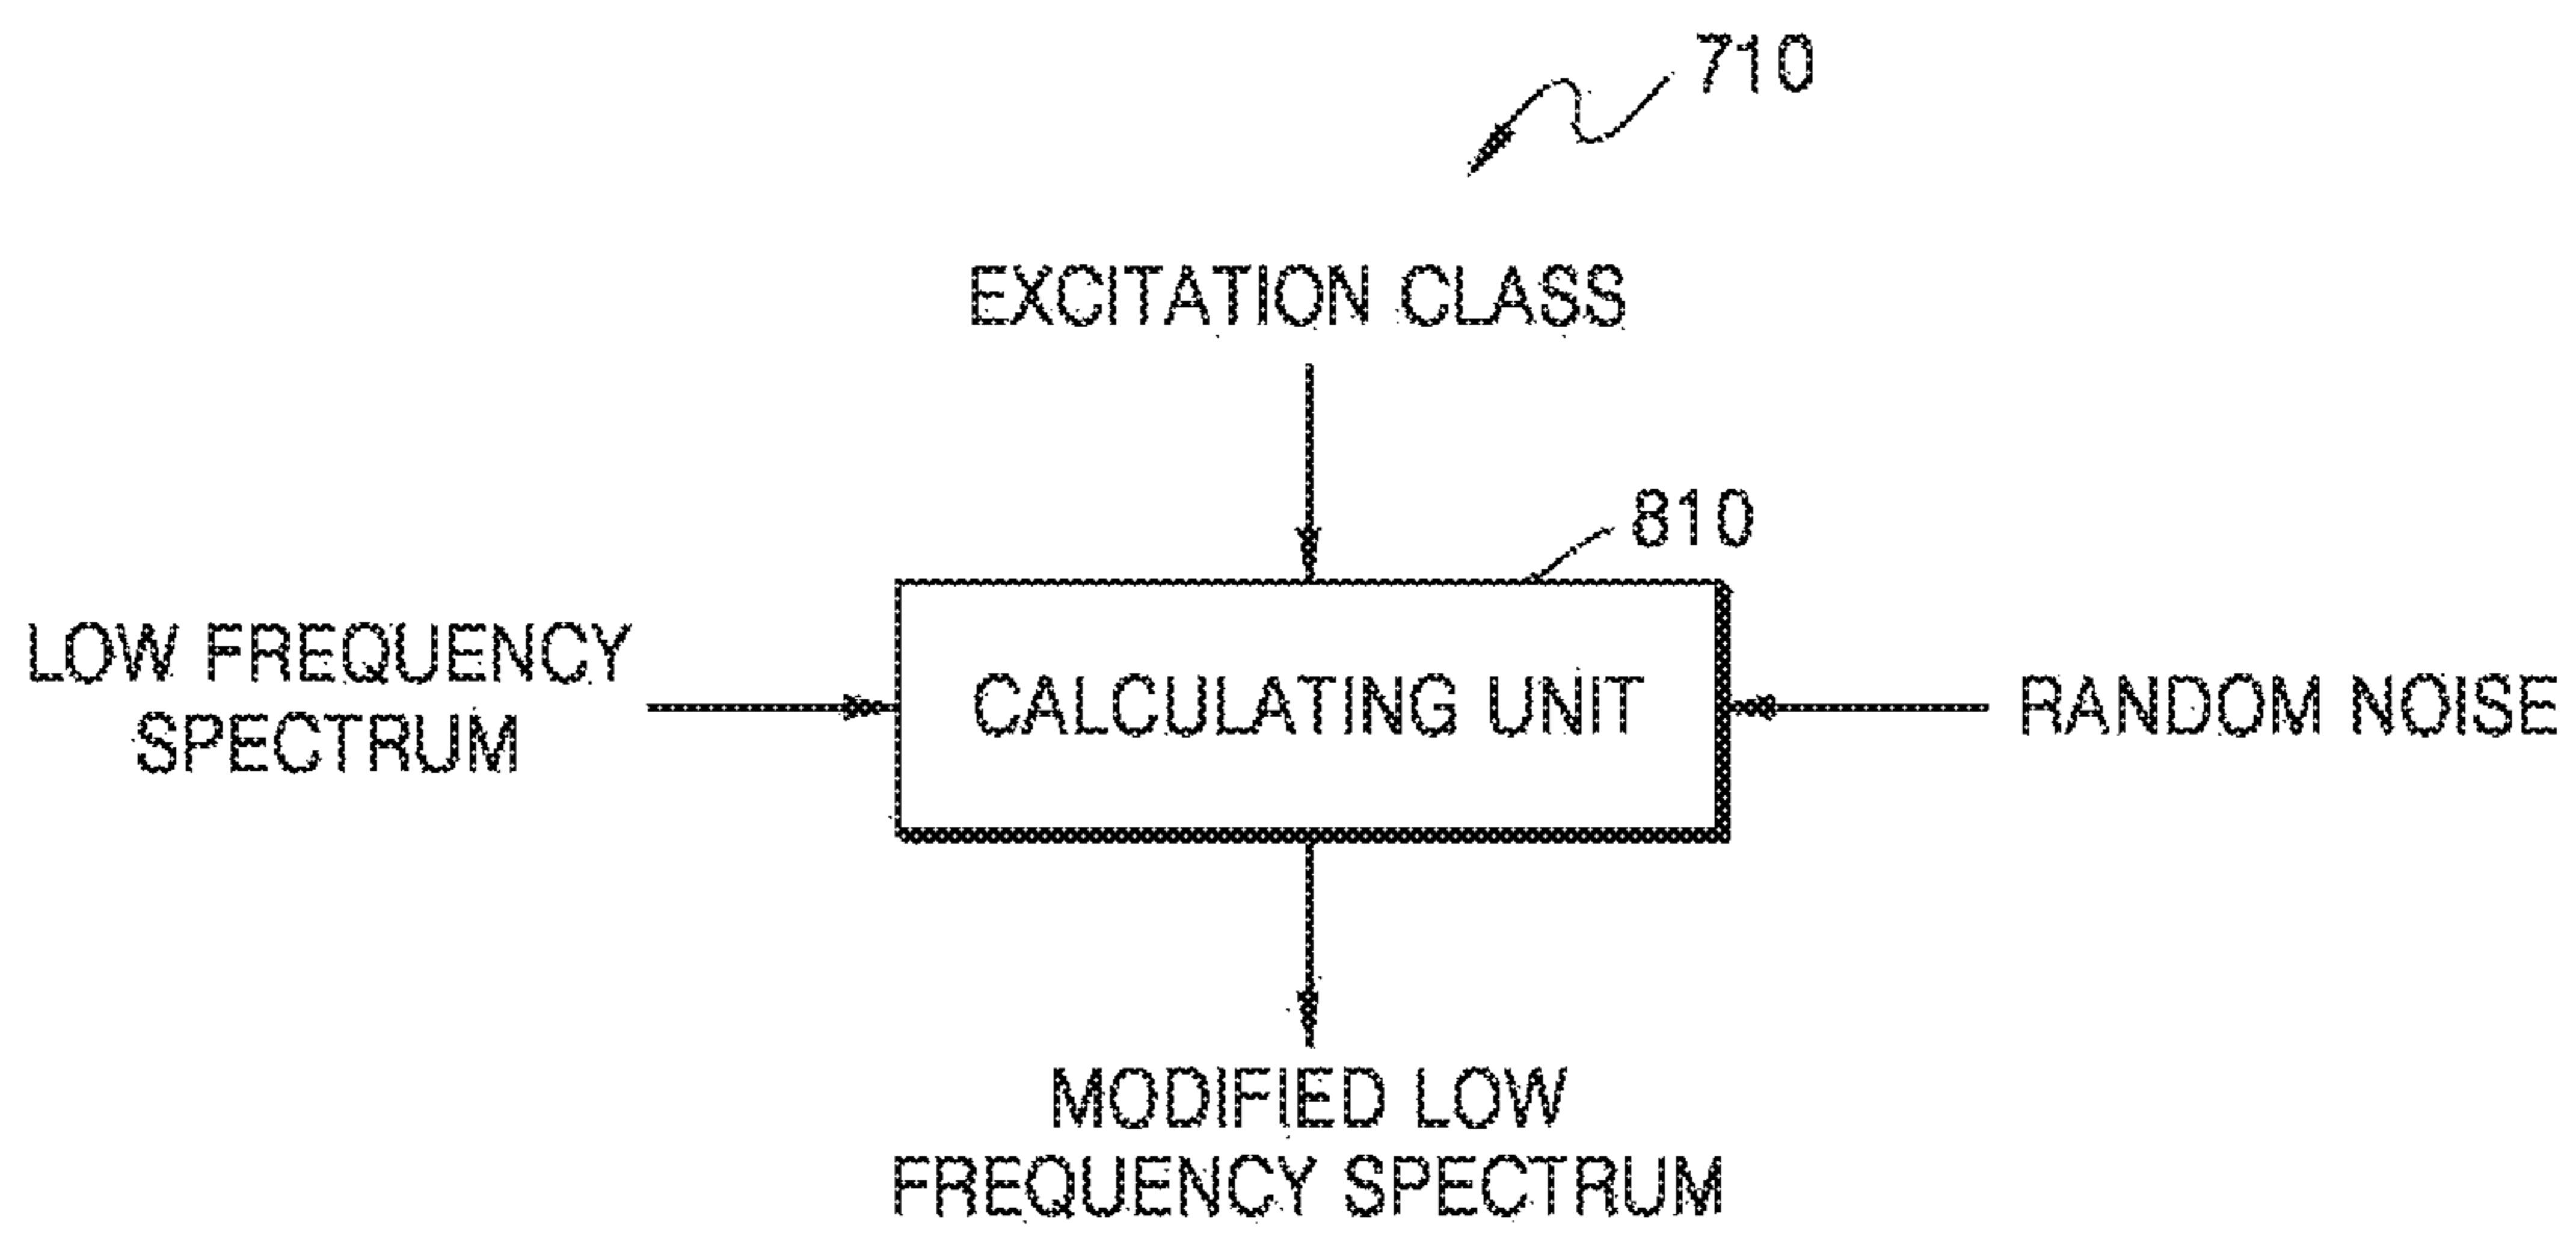 710
EXCITATION CLASS
810
LOW FREQUENCY
SPECTRUM
CALCULATING UNIT
RANDOM NOISE
MODIFIED LOW
FREQUENCY SPECTRUM